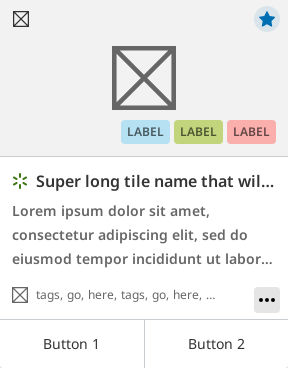 LABEL LABEL LABEL
Super long tile name that wil...
Lorem ipsum dolor sit amet,
consectetur adipiscing elit, sed do
eiusmod tempor incididunt ut labor...
tags, go, here, tags, go, here, ...
Button 1 Button 2